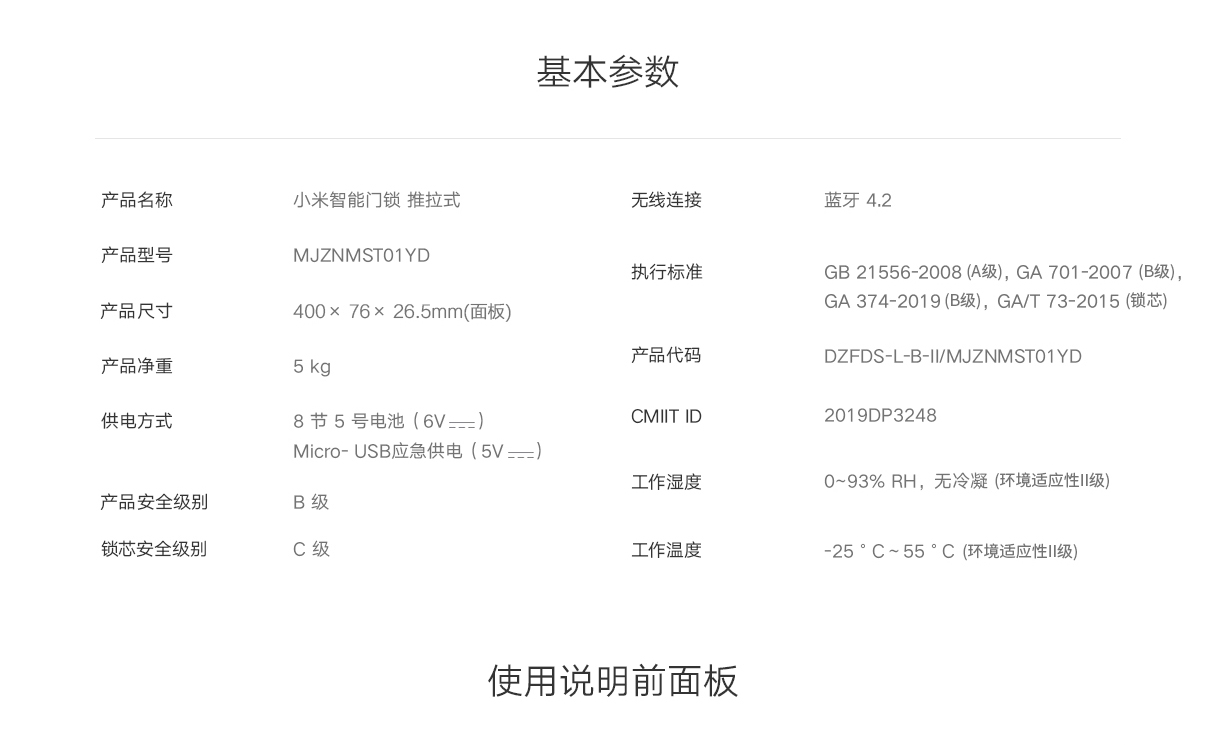 基本参数
产品名称 小米智能门锁 推拉式
产品型号 MJZNMST01YD
产品尺寸 400× 76× 26.5mm(面板)
产品净重 5 kg
供电方式 8 节 5 号电池（6V⎓）
Micro- USB应急供电（5V⎓）
产品安全级别 B 级
锁芯安全级别 C 级
无线连接 蓝牙 4.2
执行标准 GB 21556-2008 (A级), GA 701-2007 (B级),
GA 374-2019 (B级), GA/T 73-2015 (锁芯)
产品代码 DZFDS-L-B-II/MJZNMST01YD
CMIIT ID 2019DP3248
工作湿度 0~93% RH，无冷凝 (环境适应性II级)
工作温度 -25 ° C ~ 55 ° C (环境适应性II级)
使用说明前面板